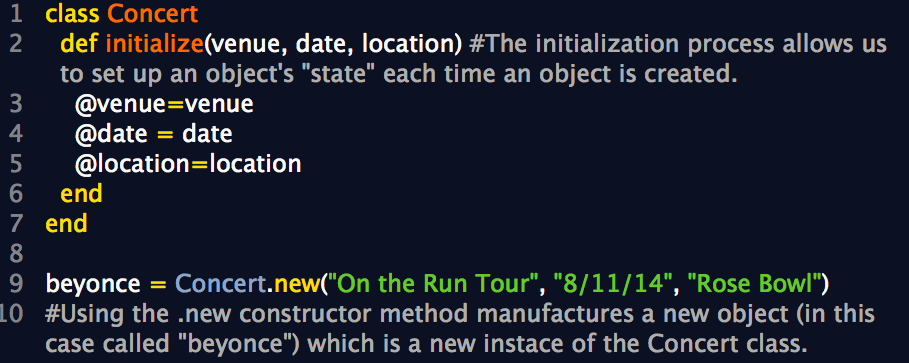 1 class Concert
2 def initialize(venue, date, location) #The initialization process allows us
to set up an object's "state" each time an object is created.
3 @venue=venue
4 @date = date
5 @location=location
6 end
7 end
8
9 beyonce = Concert.new("On the Run Tour", "8/11/14", "Rose Bowl")
10 #Using the .new constructor method manufactures a new object (in this
case called "beyonce") which is a new instace of the Concert class.